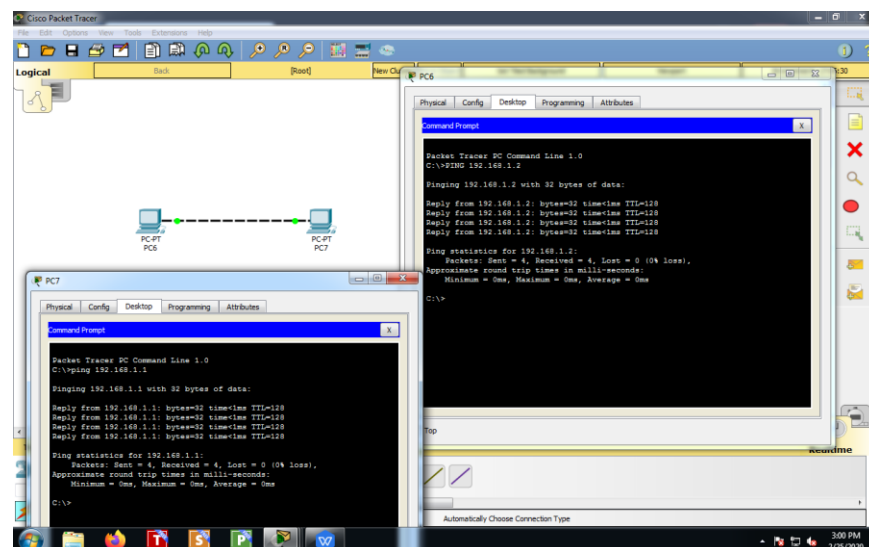 Cisco Packet Tracer
File Edit Options View Tools Extensions Help
Logical
Back
[Root]
New Clu
PC-PT
PC6
PC-PT
PC7
PC6
Physical Config Desktop Programming Attributes
Command Prompt
X
Packet Tracer PC Command Line 1.0
C:\>PING 192.168.1.2
Pinging 192.168.1.2 with 32 bytes of data:
Reply from 192.168.1.2: bytes=32 time<1ms TTL=128
Reply from 192.168.1.2: bytes=32 time<1ms TTL=128
Reply from 192.168.1.2: bytes=32 time<1ms TTL=128
Reply from 192.168.1.2: bytes=32 time<1ms TTL=128
Ping statistics for 192.168.1.2:
Packets: Sent = 4, Received = 4, Lost = 0 (0% loss),
Approximate round trip times in milli-seconds:
Minimum = 0ms, Maximum = 0ms, Average = 0ms
C:\>
Top
PC7
Physical Config Desktop Programming Attributes
Command Prompt
X
Packet Tracer PC Command Line 1.0
C:\>ping 192.168.1.1
Pinging 192.168.1.1 with 32 bytes of data:
Reply from 192.168.1.1: bytes=32 time<1ms TTL=128
Reply from 192.168.1.1: bytes=32 time<1ms TTL=128
Reply from 192.168.1.1: bytes=32 time<1ms TTL=128
Reply from 192.168.1.1: bytes=32 time<1ms TTL=128
Ping statistics for 192.168.1.1:
Packets: Sent = 4, Received = 4, Lost = 0 (0% loss),
Approximate round trip times in milli-seconds:
Minimum = 0ms, Maximum = 0ms, Average = 0ms
C:\>
Realtime
Automatically Choose Connection Type
3:00 PM
2/25/2020